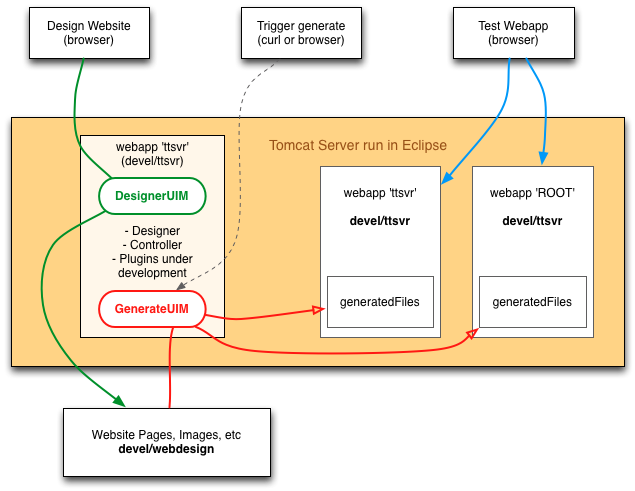 Design Website
(browser)
Trigger generate
(curl or browser)
Test Webapp
(browser)
Tomcat Server run in Eclipse
webapp 'ttsvr'
(devel/ttsvr)
DesignerUIM
- Designer
- Controller
- Plugins under
development
GenerateUIM
webapp 'ttsvr'
devel/ttsvr
generatedFiles
webapp 'ROOT'
devel/ttsvr
generatedFiles
Website Pages, Images, etc
devel/webdesign